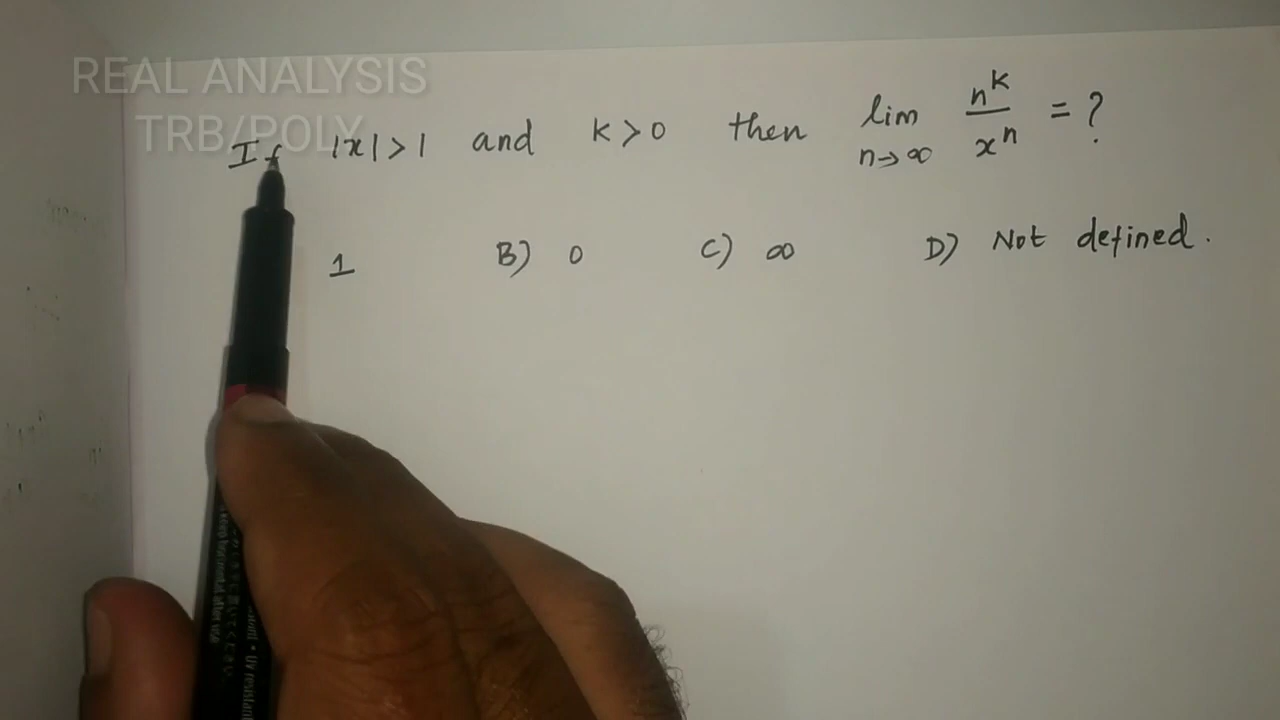 REAL ANALYSIS
TRB/POLY
If |x|>1 and k>0 then lim n→∞ n^k/x^n = ?
1 B) 0 C) ∞ D) Not defined.